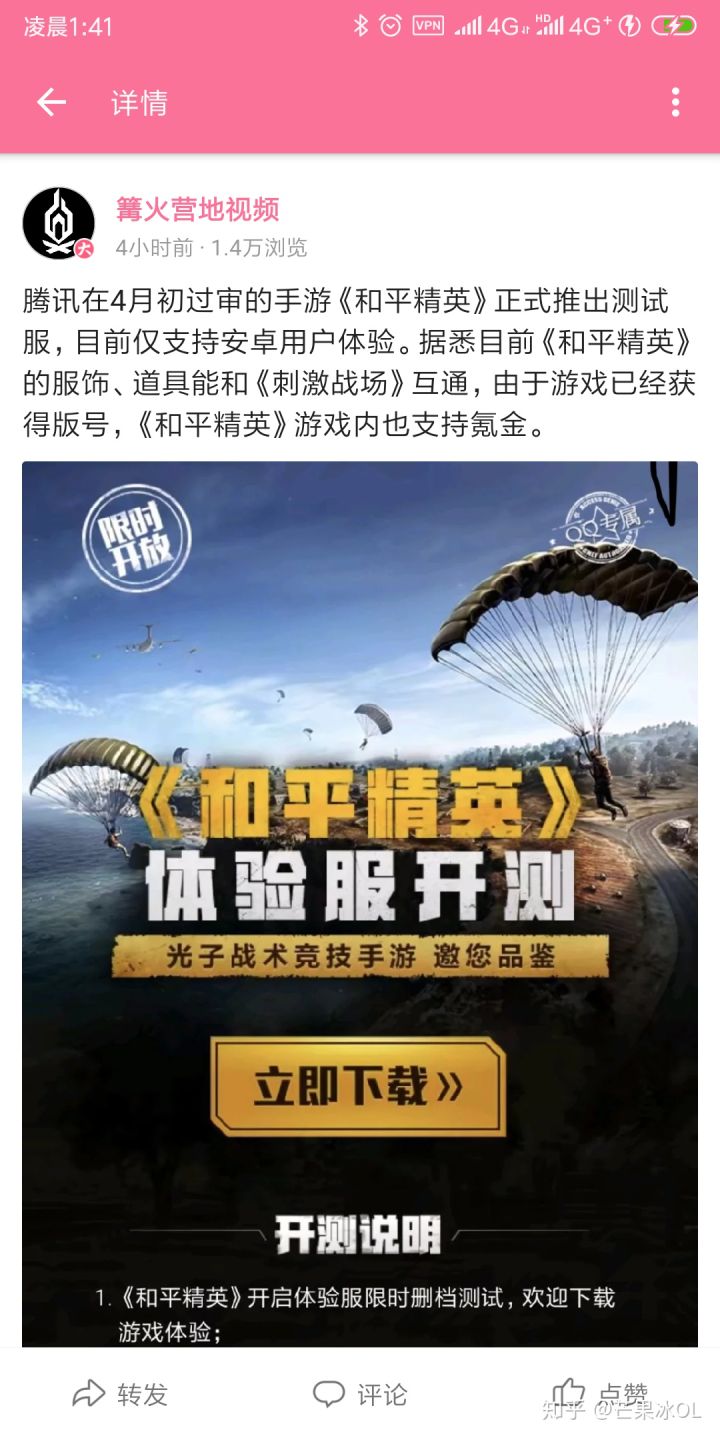 凌晨1:41
VPN
4G
HD
4G+
详情
篝火营地视频
大
4小时前 · 1.4万浏览
腾讯在4月初过审的手游《和平精英》正式推出测试
服，目前仅支持安卓用户体验。据悉目前《和平精英》
的服饰、道具能和《刺激战场》互通，由于游戏已经获
得版号，《和平精英》游戏内也支持氪金。
限时
开放
QQ专属
《和平精英》
体验服开测
光子战术竞技手游 邀您品鉴
立即下载»
开测说明
1.《和平精英》开启体验服限时删档测试，欢迎下载
游戏体验；
转发
评论
点赞
知乎 @芒果冰OL